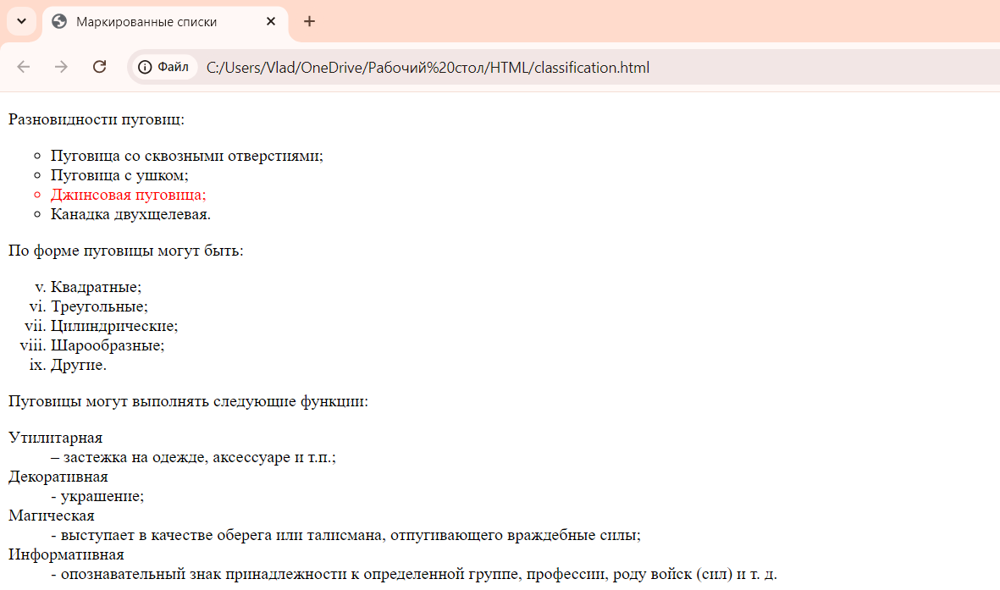 Маркированные списки
Файл C:/Users/Vlad/OneDrive/Рабочий%20стол/HTML/classification.html
Разновидности пуговиц:
Пуговица со сквозными отверстиями;
Пуговица с ушком;
Джинсовая пуговица;
Канадка двухщелевая.
По форме пуговицы могут быть:
v. Квадратные;
vi. Треугольные;
vii. Цилиндрические;
viii. Шарообразные;
ix. Другие.
Пуговицы могут выполнять следующие функции:
Утилитарная
– застежка на одежде, аксессуаре и т.п.;
Декоративная
- украшение;
Магическая
- выступает в качестве оберега или талисмана, отпугивающего враждебные силы;
Информативная
- опознавательный знак принадлежности к определенной группе, профессии, роду войск (сил) и т. д.